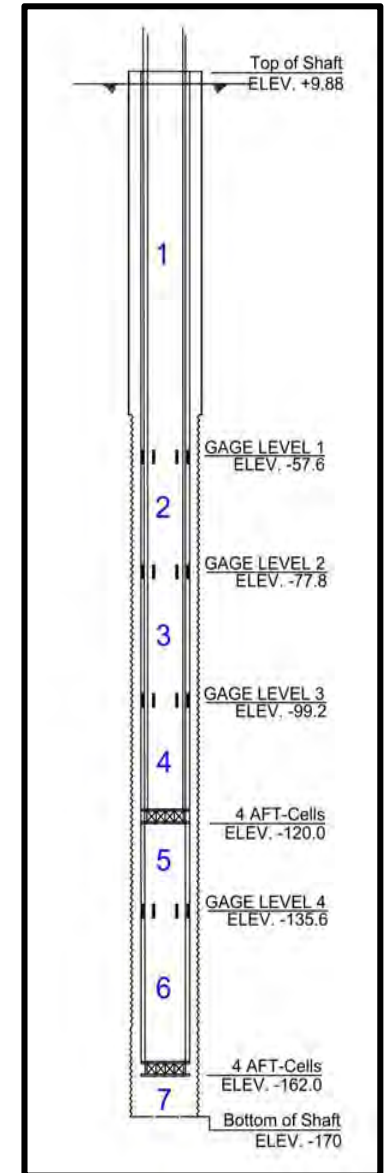 Top of Shaft
ELEV. +9.88
1
GAGE LEVEL 1
ELEV. -57.6
2
GAGE LEVEL 2
ELEV. -77.8
3
GAGE LEVEL 3
ELEV. -99.2
4
4 AFT-Cells
ELEV. -120.0
5
GAGE LEVEL 4
ELEV. -135.6
6
4 AFT-Cells
ELEV. -162.0
7
Bottom of Shaft
ELEV. -170